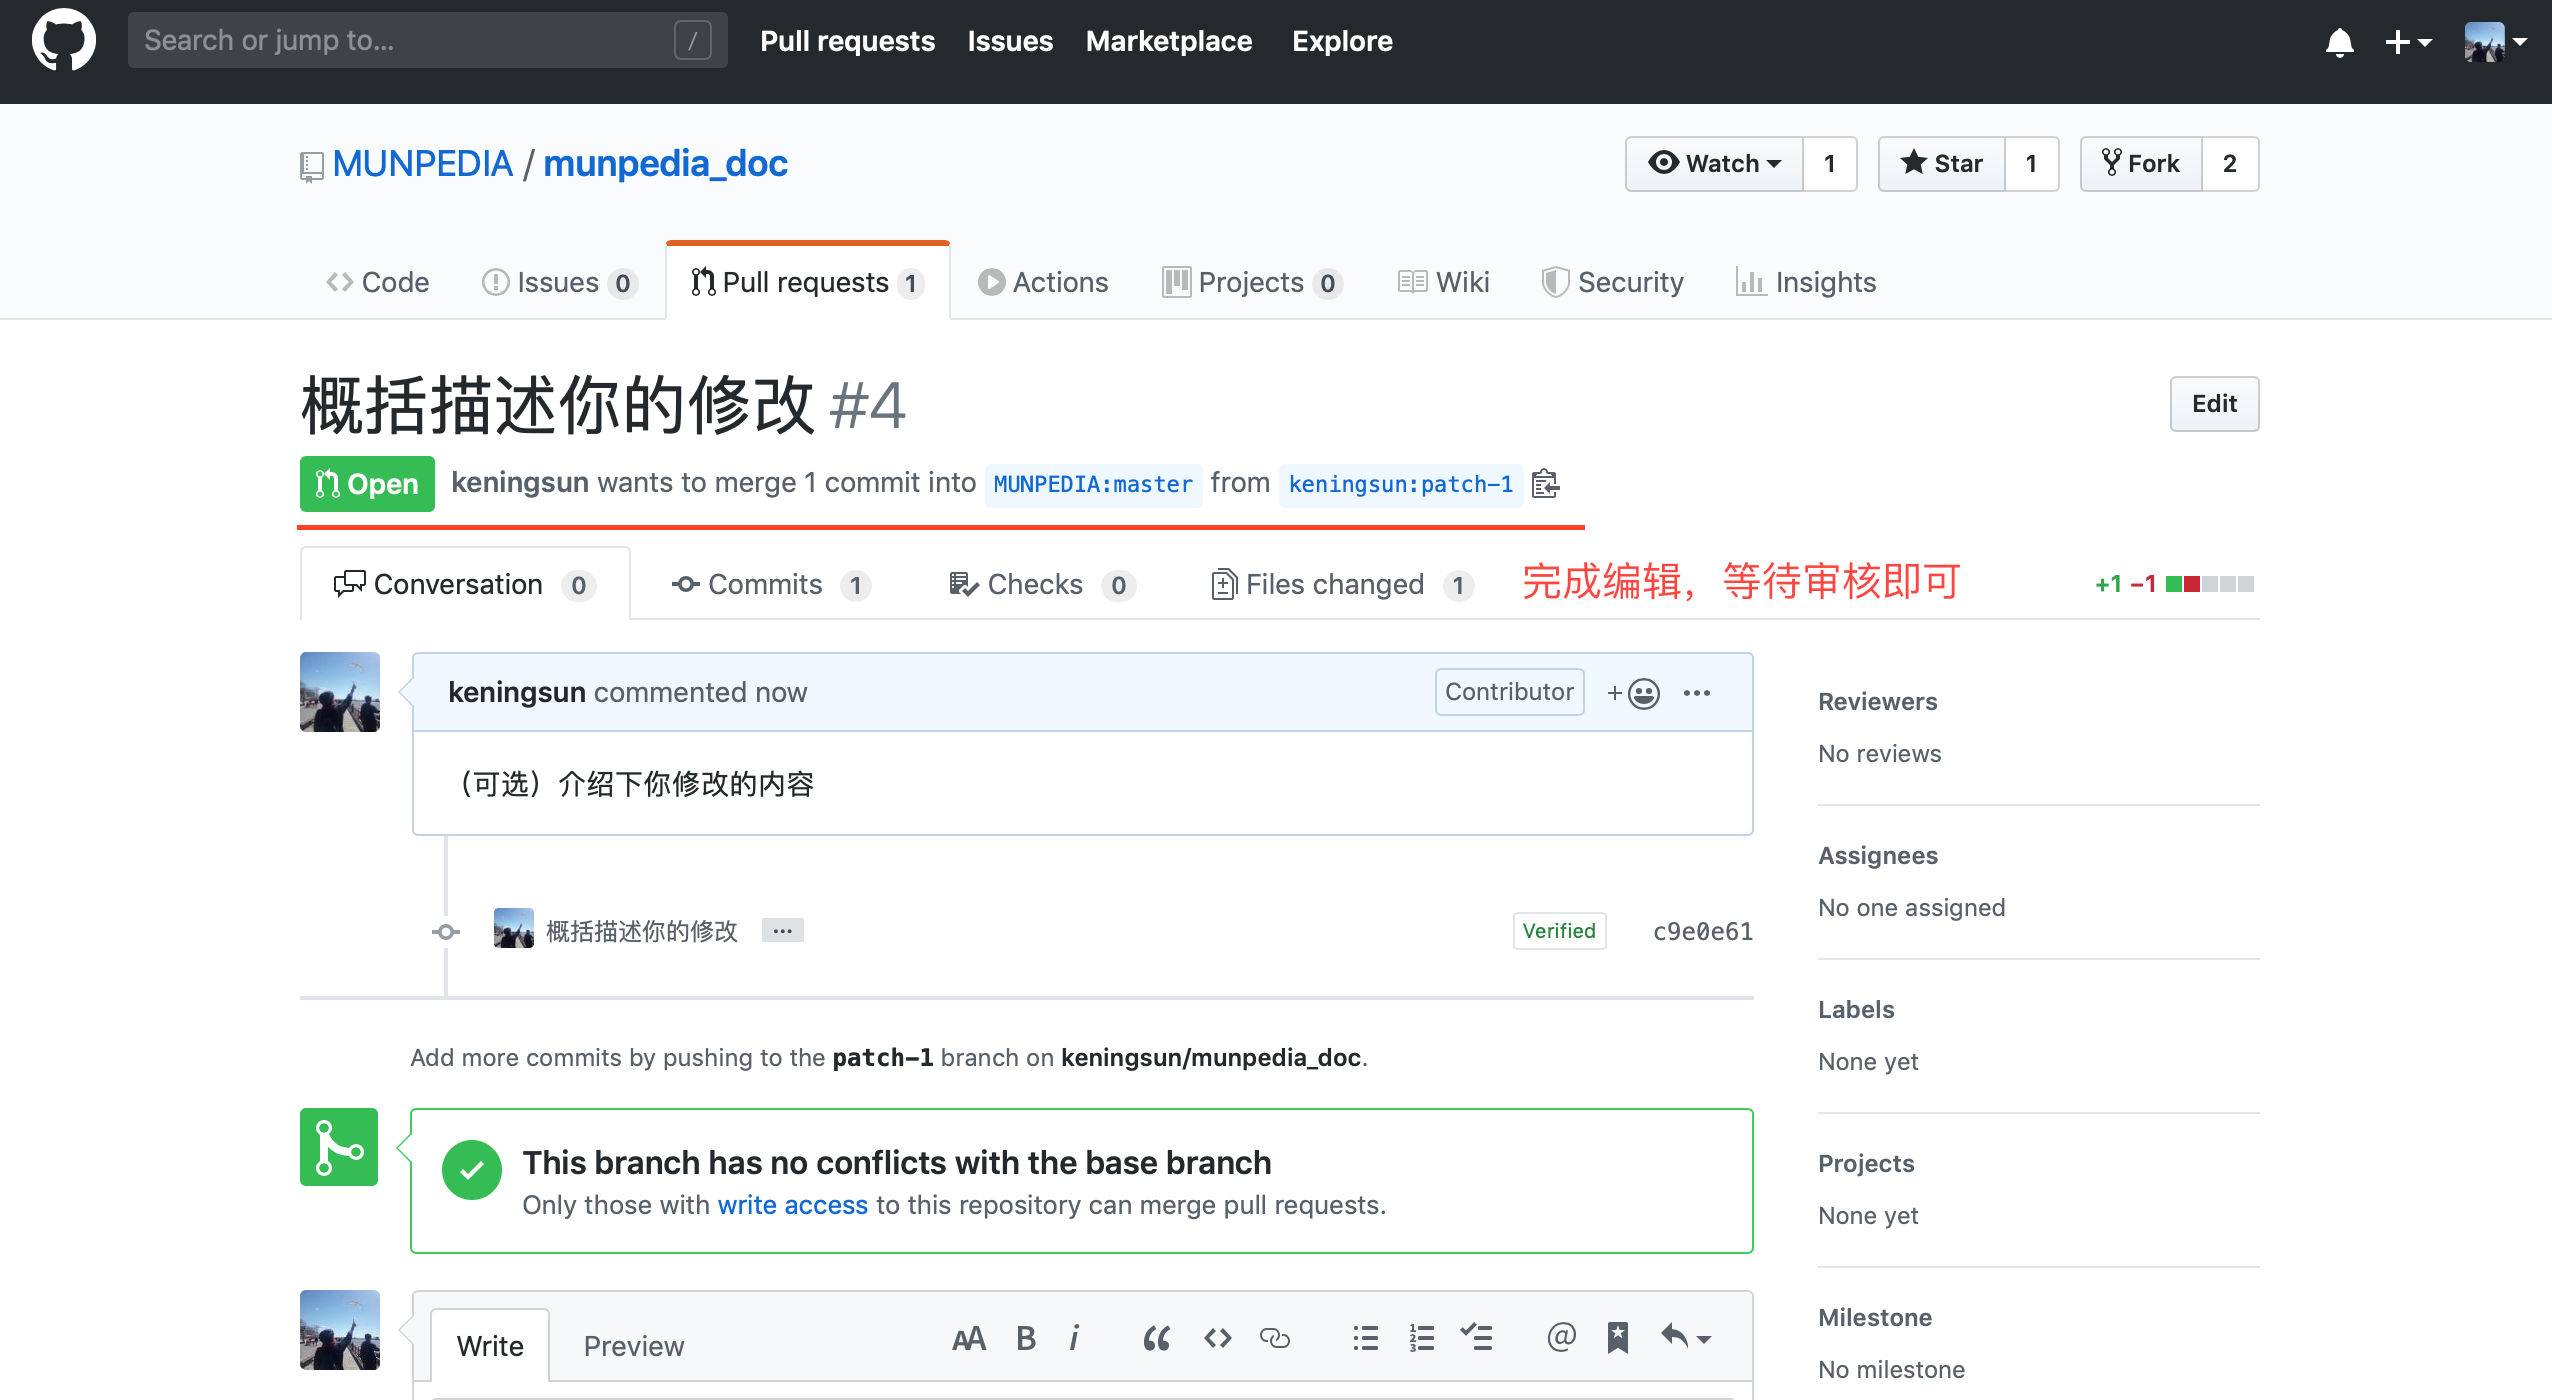 Search or jump to... /
Pull requests Issues Marketplace Explore
MUNPEDIA / munpedia_doc
Watch 1 Star 1 Fork 2
Code Issues 0 Pull requests 1 Actions Projects 0 Wiki Security Insights
概括描述你的修改 #4
Edit
Open keningsun wants to merge 1 commit into MUNPEDIA:master from keningsun:patch-1
Conversation 0 Commits 1 Checks 0 Files changed 1 完成编辑，等待审核即可 +1 −1
keningsun commented now Contributor
（可选）介绍下你修改的内容
概括描述你的修改 … Verified c9e0e61
Add more commits by pushing to the patch-1 branch on keningsun/munpedia_doc.
This branch has no conflicts with the base branch
Only those with write access to this repository can merge pull requests.
Write Preview AA B i
Reviewers
No reviews
Assignees
No one assigned
Labels
None yet
Projects
None yet
Milestone
No milestone